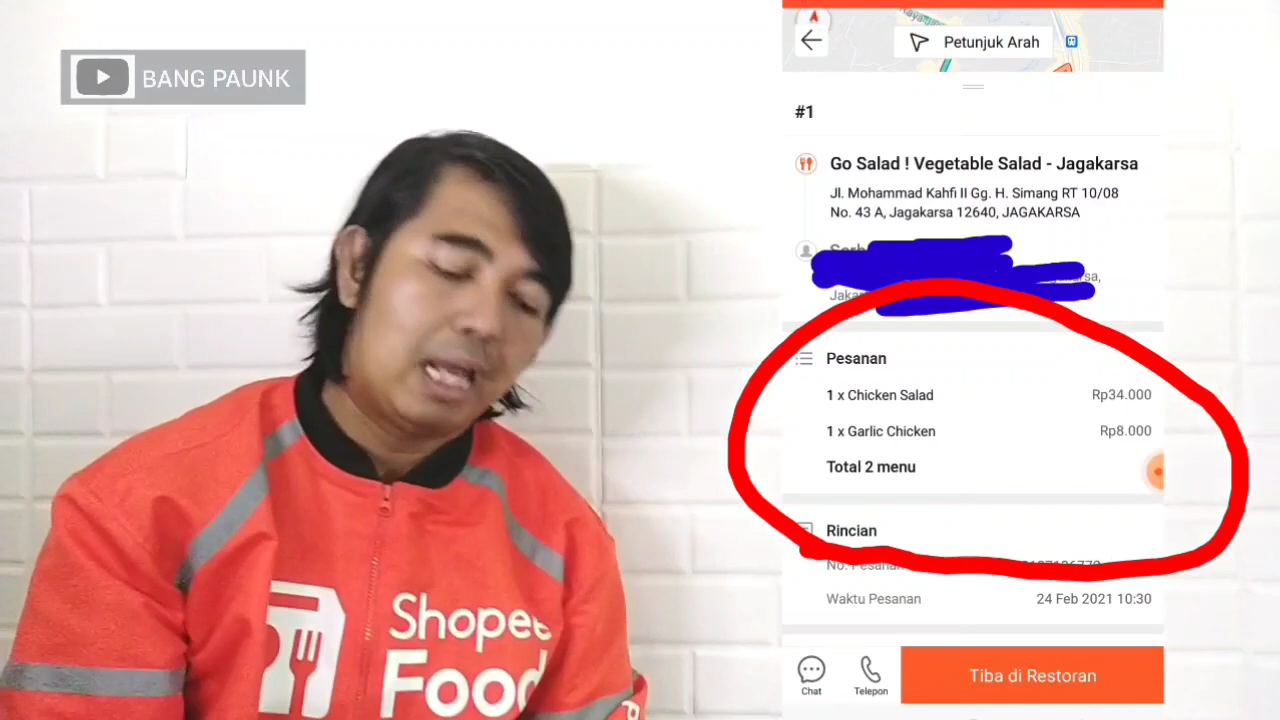 BANG PAUNK
Petunjuk Arah
#1
Go Salad ! Vegetable Salad - Jagakarsa
Jl. Mohammad Kahfi II Gg. H. Simang RT 10/08
No. 43 A, Jagakarsa 12640, JAGAKARSA
Pesanan
1 x Chicken Salad Rp34.000
1 x Garlic Chicken Rp8.000
Total 2 menu
Rincian
No. Pesanan
Waktu Pesanan 24 Feb 2021 10:30
Chat
Telepon
Tiba di Restoran
Shopee
Food